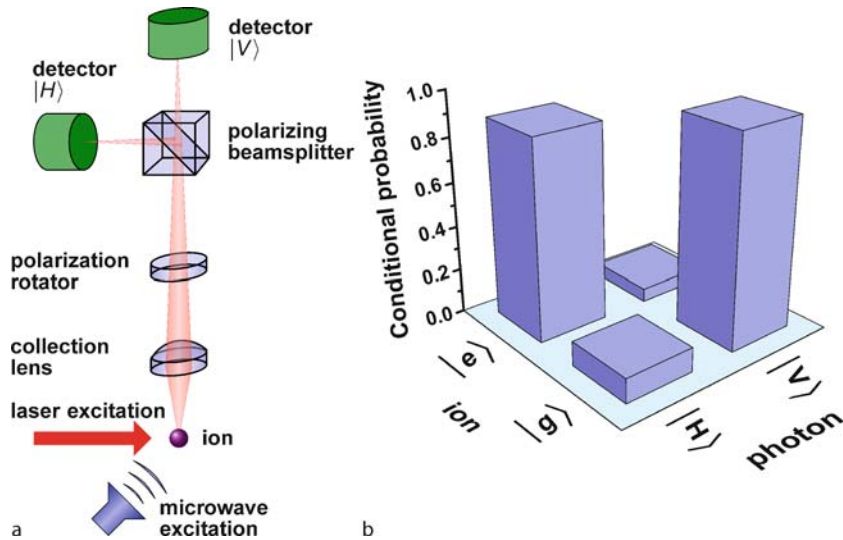 detector
|V⟩
detector
|H⟩
polarizing
beamsplitter
polarization
rotator
collection
lens
laser excitation
ion
microwave
excitation
a
Conditional probability
1.0
0.8
0.6
0.4
0.2
0.0
|e⟩
ion
|g⟩
|H⟩
|V⟩
photon
b